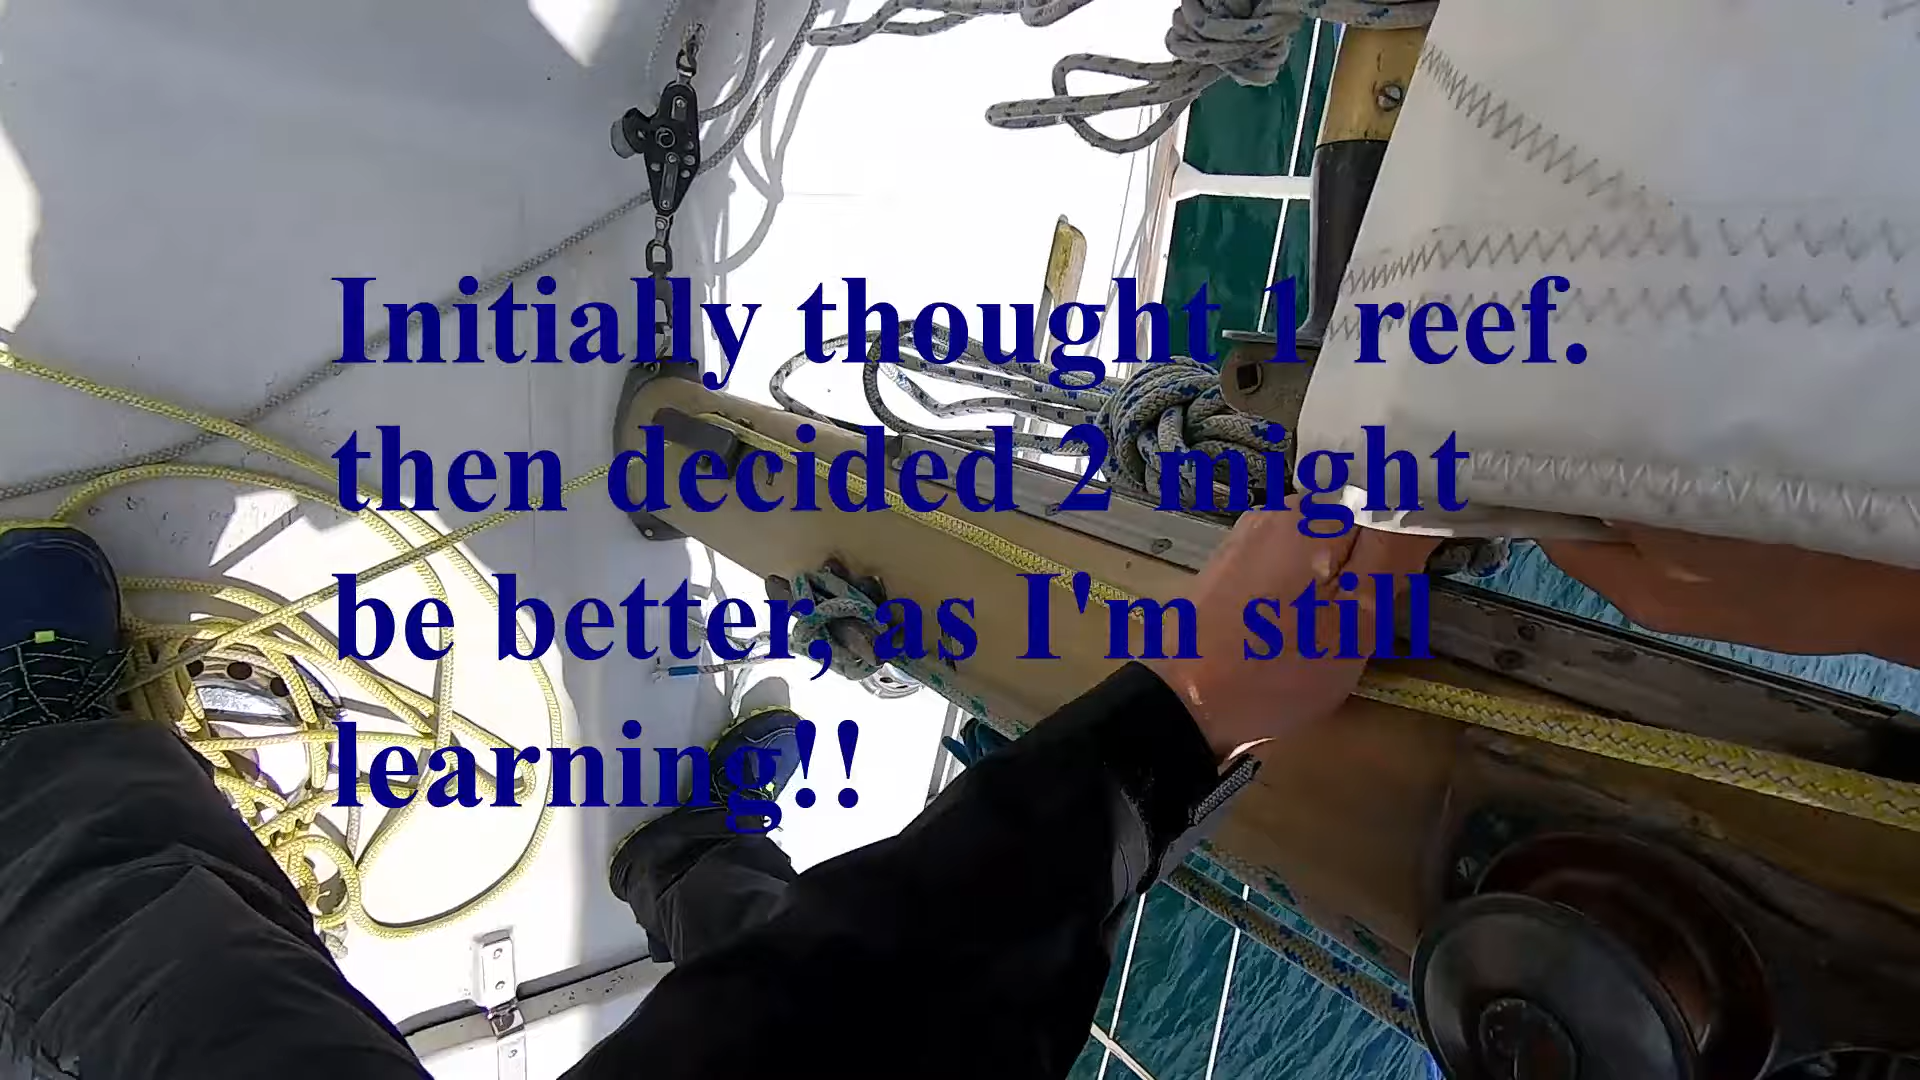 Initially thought 1 reef.
then decided 2 might
be better, as I'm still
learning!!